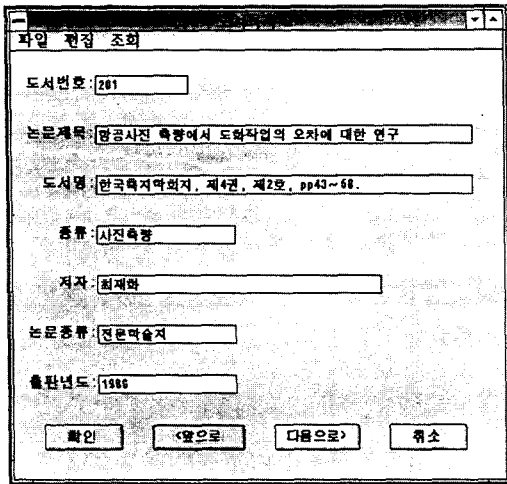 파일 편집 조회
도서번호: 201
논문제목: 항공사진 측량에서 도화작업의 오차에 대한 연구
도서명: 한국측지학회지, 제4권, 제2호, pp43~58.
종류: 사진측량
저자: 최재화
논문종류: 전문학술지
출판년도: 1986
확인 <앞으로 다음으로> 취소